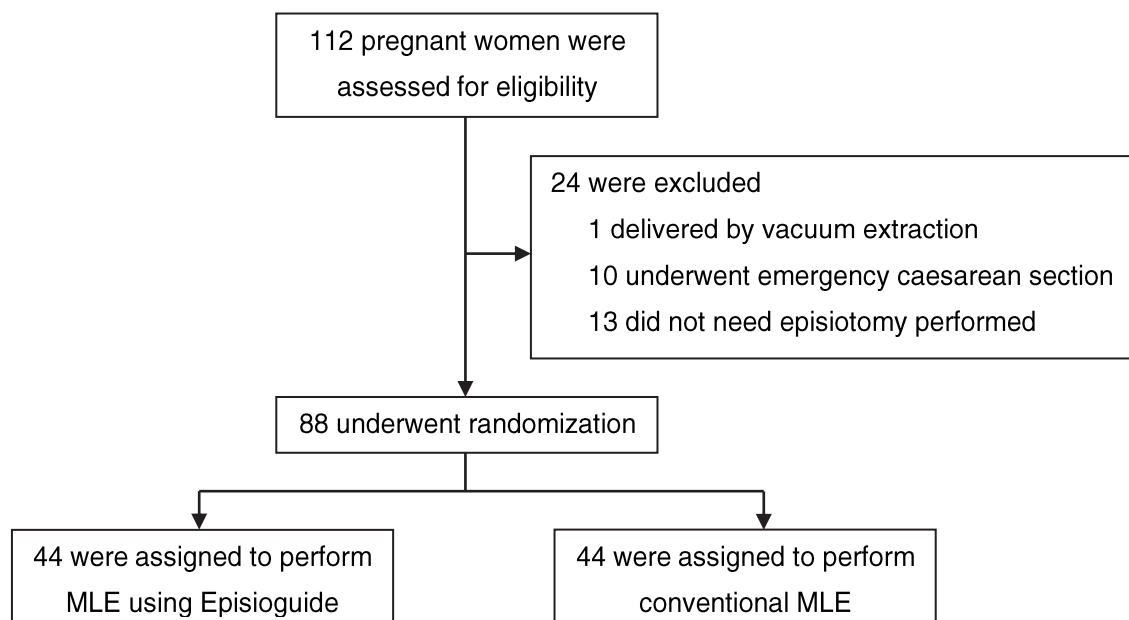 112 pregnant women were
assessed for eligibility
24 were excluded
1 delivered by vacuum extraction
10 underwent emergency caesarean section
13 did not need episiotomy performed
88 underwent randomization
44 were assigned to perform
MLE using Episioguide
44 were assigned to perform
conventional MLE